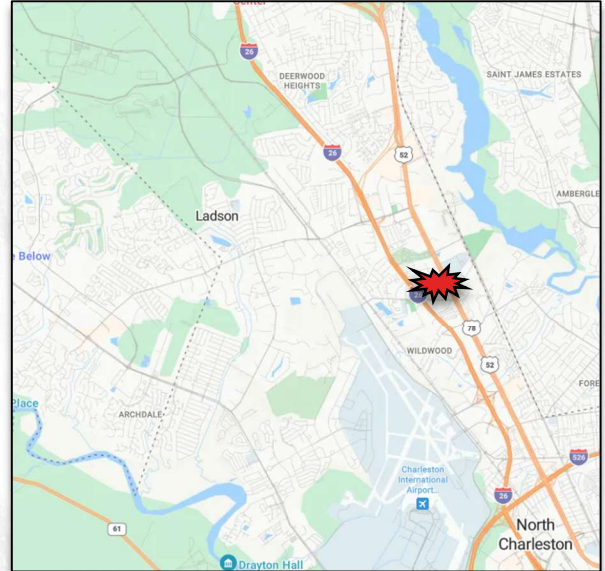 Center
26
DEERWOOD
HEIGHTS
SAINT JAMES ESTATES
26
52
AMBERGLE
Ladson
e Below
26
78
WILDWOOD
52
FORE
Place
ARCHDALE
526
Charleston
International
Airport...
26
North
Charleston
61
Drayton Hall